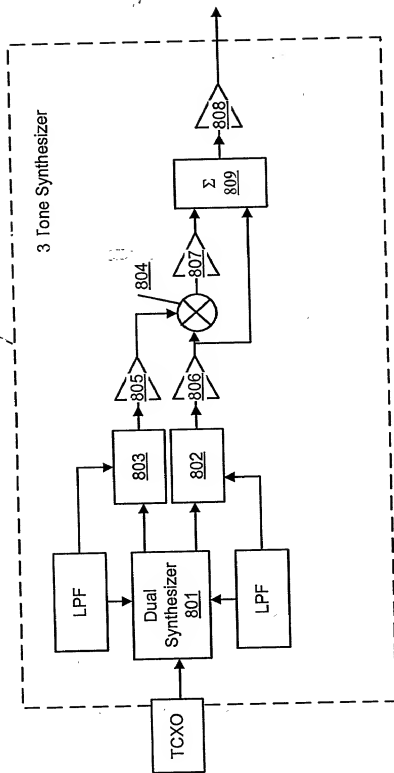 3 Tone Synthesizer
TCXO
LPF
Dual
Synthesizer
801
LPF
803
802
805
806
804
807
Σ
809
808